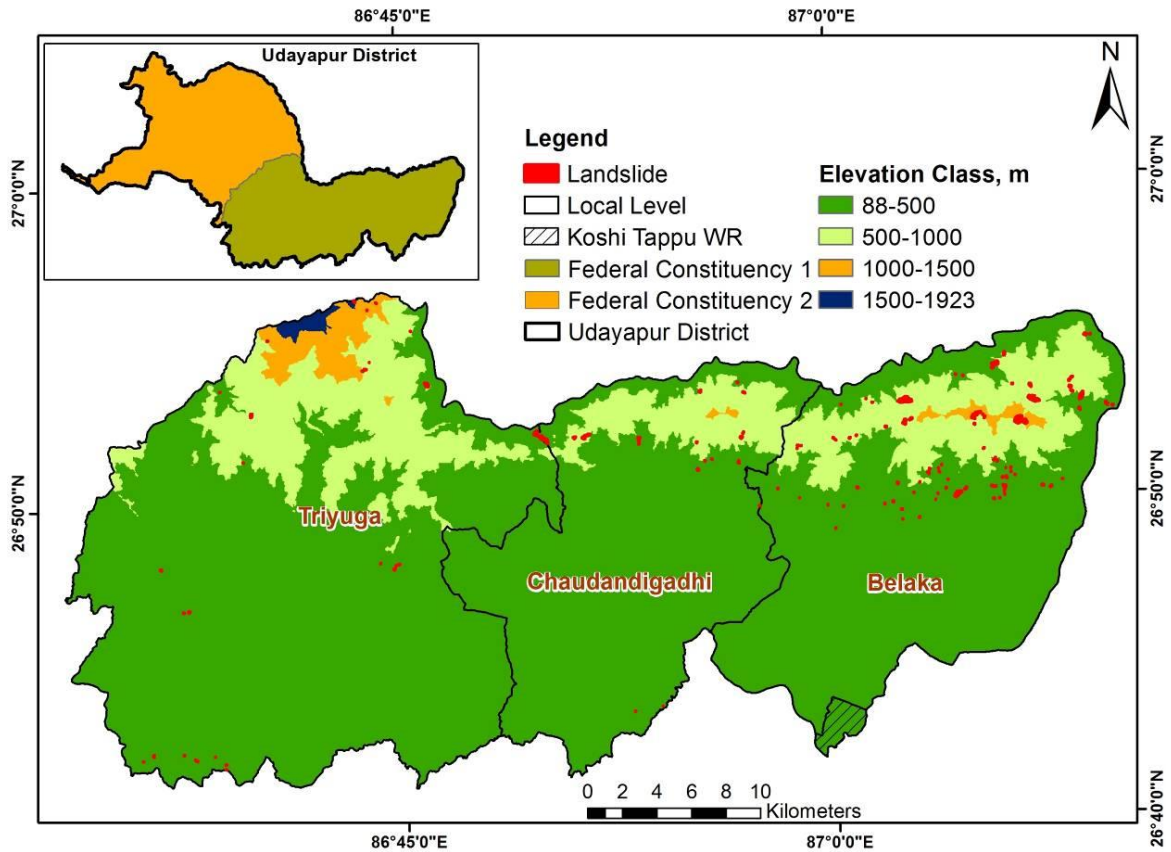 86°45'0"E
87°0'0"E
Udayapur District
N
27°0'0"N
27°0'0"N
Legend
Landslide
Local Level
Koshi Tappu WR
Federal Constituency 1
Federal Constituency 2
Udayapur District
Elevation Class, m
88-500
500-1000
1000-1500
1500-1923
26°50'0"N
26°50'0"N
Triyuga
Chaudandigadhi
Belaka
0 2 4 6 8 10
Kilometers
26°40'0"N
86°45'0"E
87°0'0"E